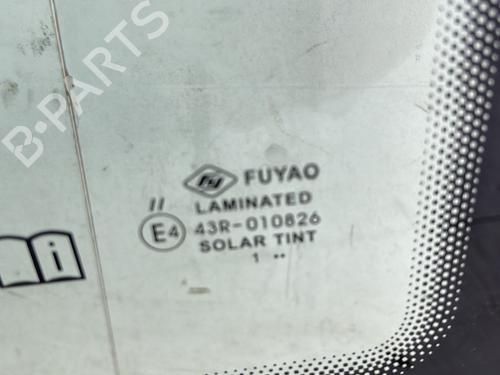 B-PARTS
FUYAO
LAMINATED
II
E4 43R-010826
SOLAR TINT
1 ••
i